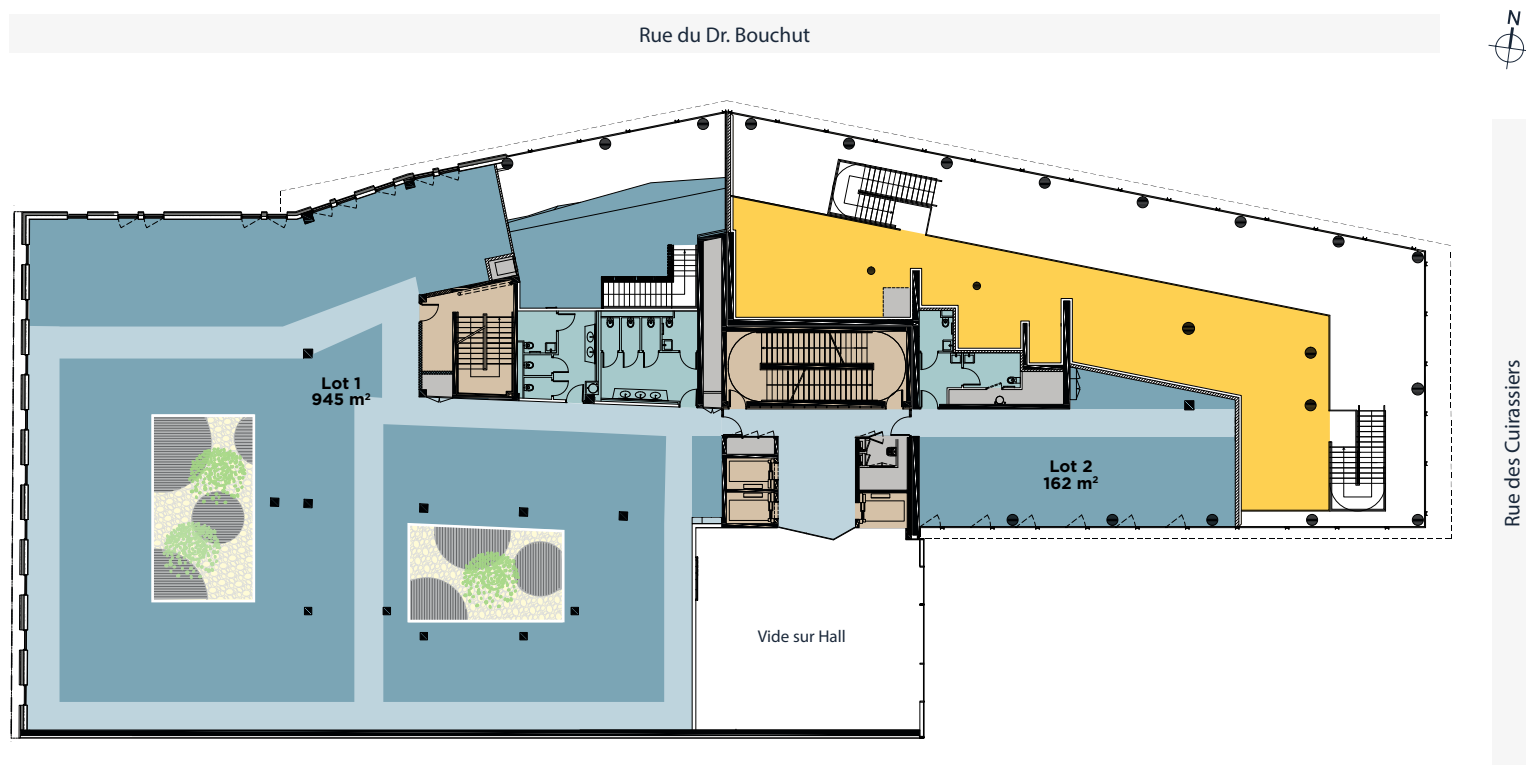 N
Rue du Dr. Bouchut
Lot 1
945 m²
Lot 2
162 m²
Rue des Cuirassiers
Vide sur Hall